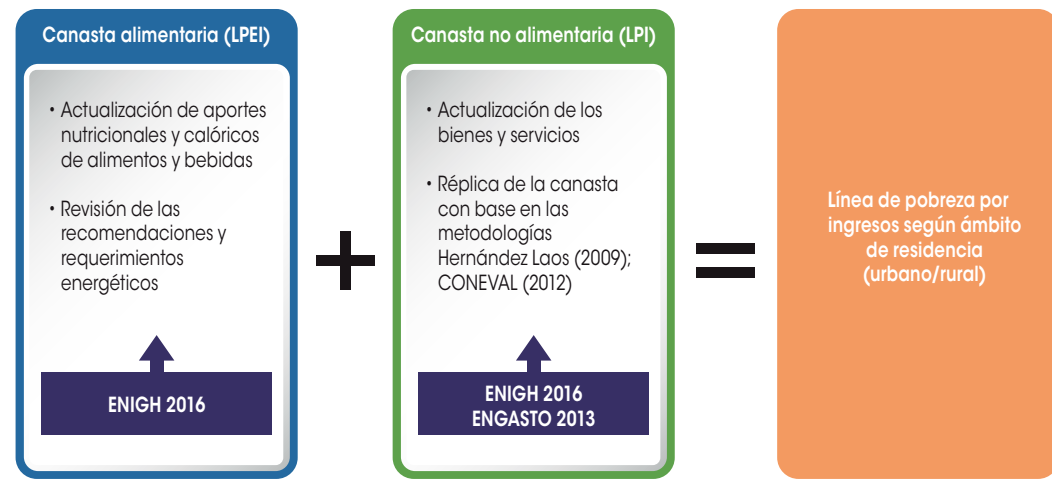 Canasta alimentaria (LPEI)
• Actualización de aportes
nutricionales y calóricos
de alimentos y bebidas
• Revisión de las
recomendaciones y
requerimientos
energéticos
ENIGH 2016
+
Canasta no alimentaria (LPI)
• Actualización de los
bienes y servicios
• Réplica de la canasta
con base en las
metodologías
Hernández Laos (2009);
CONEVAL (2012)
ENIGH 2016
ENGASTO 2013
=
Línea de pobreza por
ingresos según ámbito
de residencia
(urbano/rural)